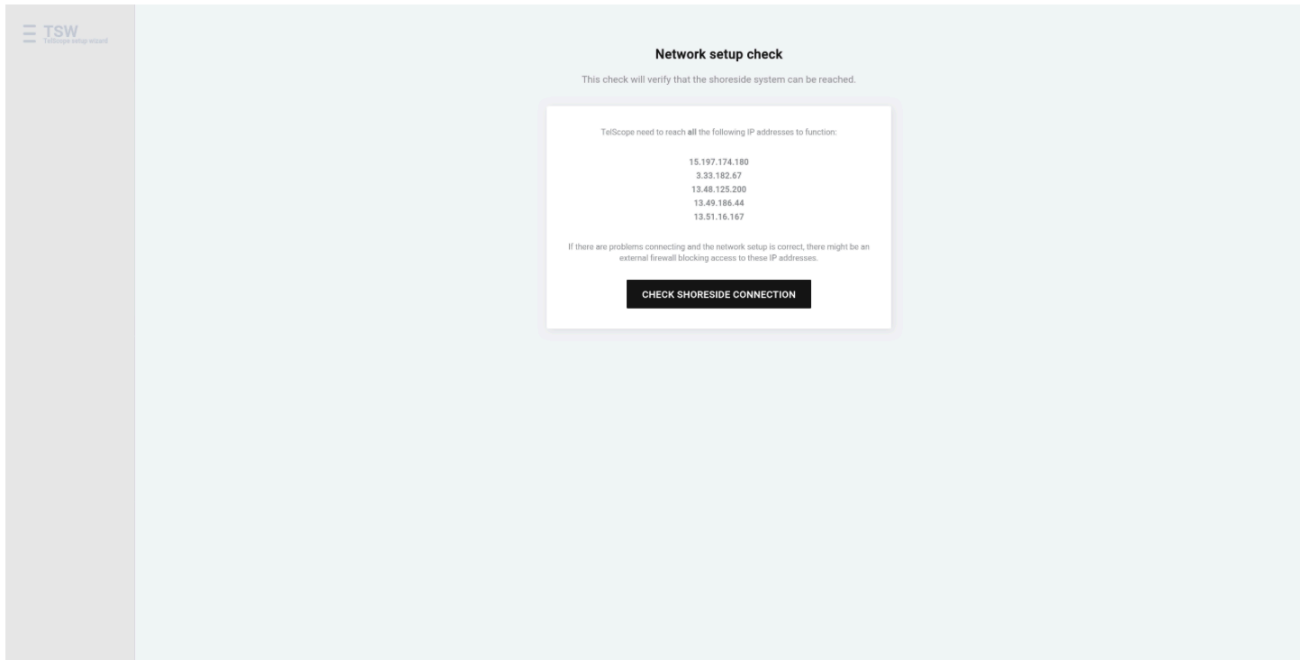 TSW
TelScope setup wizard
Network setup check
This check will verify that the shoreside system can be reached.
TelScope need to reach all the following IP addresses to function:
15.197.174.180
3.33.182.67
13.48.125.200
13.49.186.44
13.51.16.167
If there are problems connecting and the network setup is correct, there might be an
external firewall blocking access to these IP addresses.
CHECK SHORESIDE CONNECTION